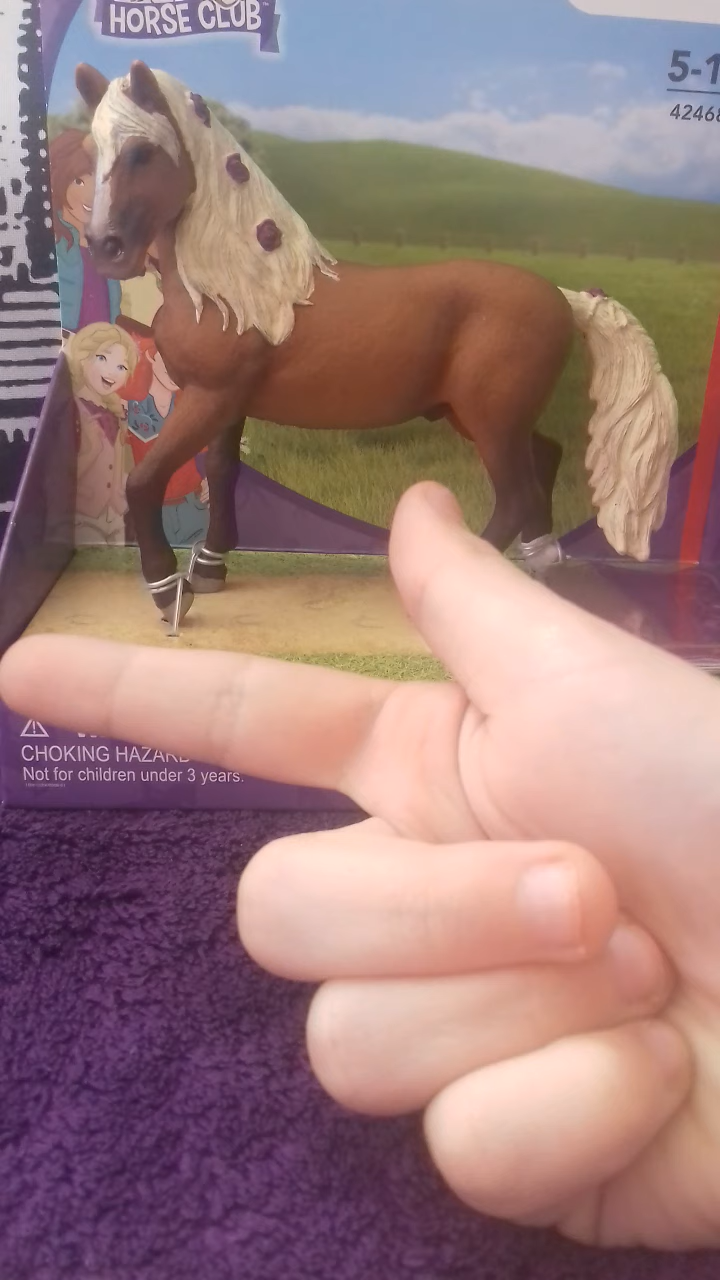 HORSE CLUB
5-1
4246
CHOKING HAZARD
Not for children under 3 years.